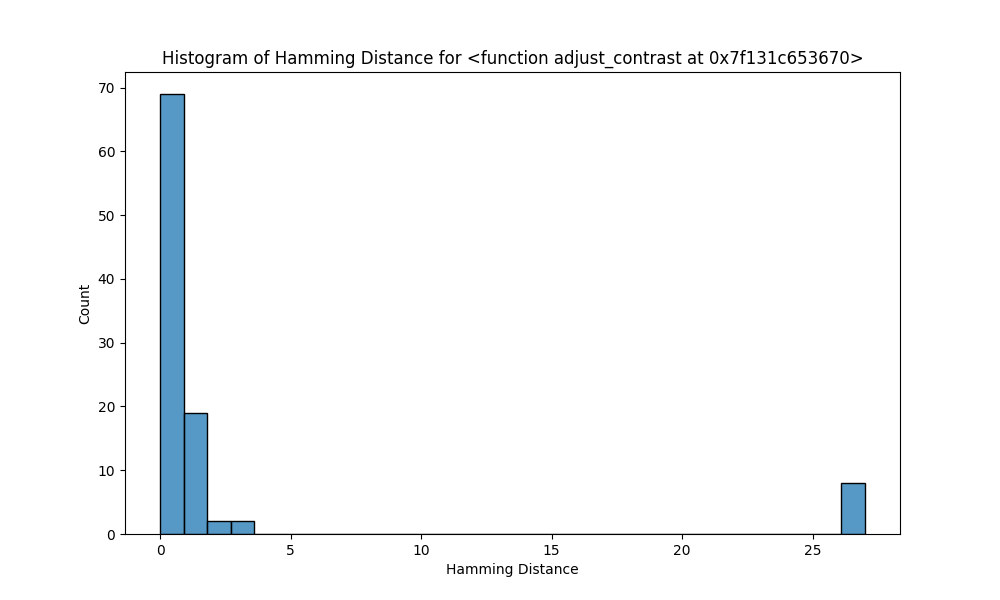 Histogram of Hamming Distance for <function adjust_contrast at 0x7f131c653670>
70
60
50
40
30
20
10
0
Count
0 5 10 15 20 25
Hamming Distance